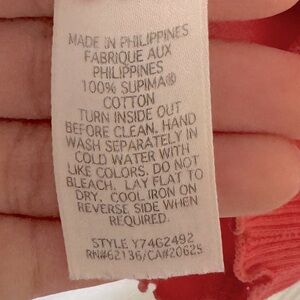 MADE IN PHILIPPINES
FABRIQUE AUX
PHILIPPINES
100% SUPIMA®
COTTON
TURN INSIDE OUT
BEFORE CLEAN. HAND
WASH SEPARATELY IN
COLD WATER WITH
LIKE COLORS. DO NOT
BLEACH. LAY FLAT TO
DRY. COOL IRON ON
REVERSE SIDE WHEN
REQUIRED.
STYLE Y7462492
RN#62136/CA#20625